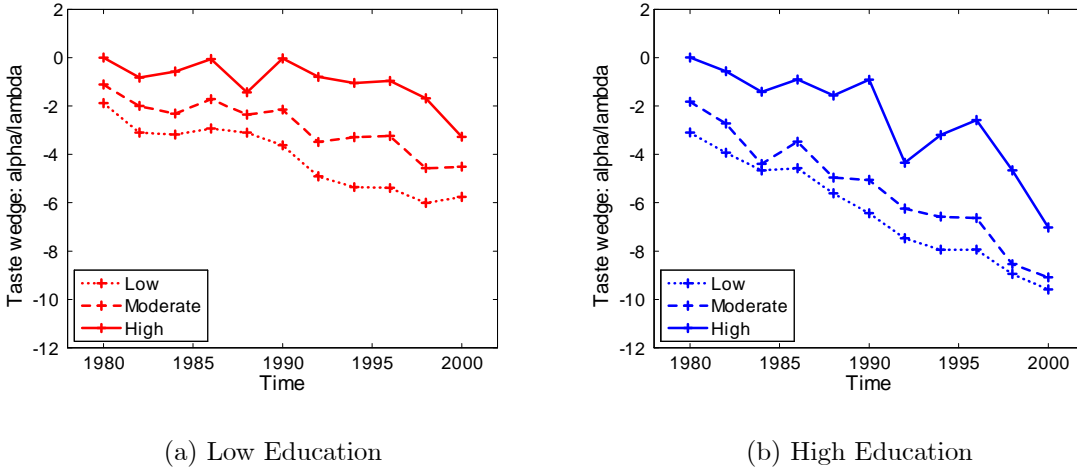 2
0
-2
-4
-6
-8
-10
-12
Taste wedge: alpha/lambda
Low
Moderate
High
1980 1985 1990 1995 2000
Time
(a) Low Education
2
0
-2
-4
-6
-8
-10
-12
Taste wedge: alpha/lambda
Low
Moderate
High
1980 1985 1990 1995 2000
Time
(b) High Education